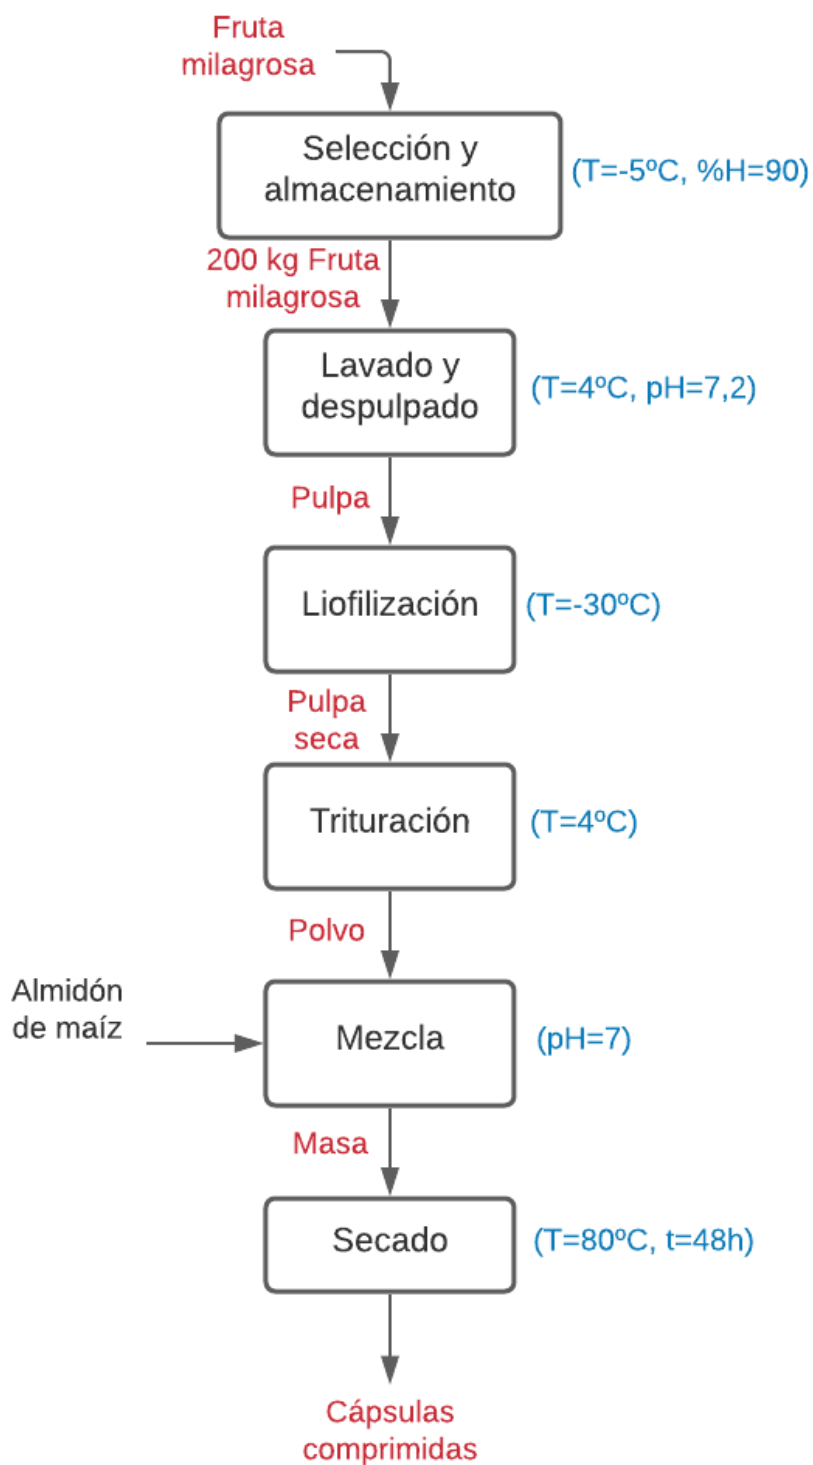 Fruta
milagrosa
Selección y
almacenamiento
(T=-5ºC, %H=90)
200 kg Fruta
milagrosa
Lavado y
despulpado
(T=4ºC, pH=7,2)
Pulpa
Liofilización
(T=-30ºC)
Pulpa
seca
Trituración
(T=4ºC)
Polvo
Almidón
de maíz
Mezcla
(pH=7)
Masa
Secado
(T=80ºC, t=48h)
Cápsulas
comprimidas